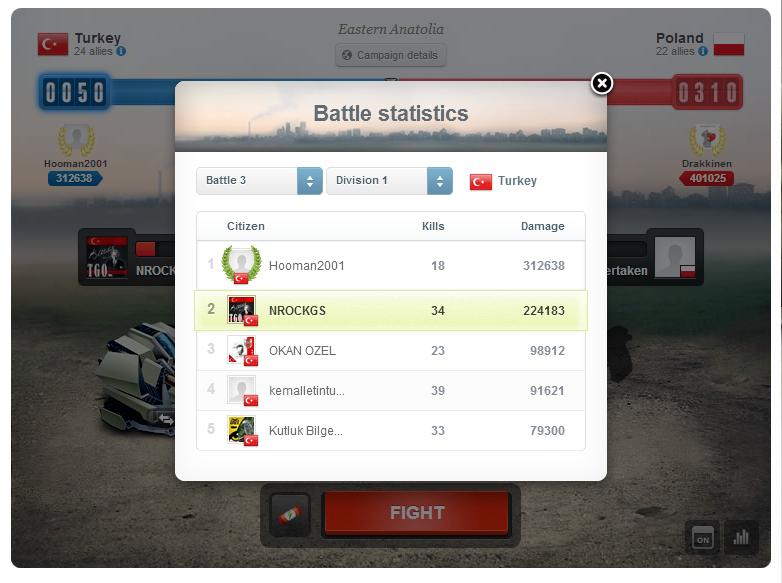 Eastern Anatolia
Turkey
24 allies
Poland
22 allies
Campaign details
0050
0310
Hooman2001
312638
Drakkinen
401025
Battle statistics
Battle 3
Division 1
Turkey
Citizen Kills Damage
1 Hooman2001 18 312638
2 NROCKGS 34 224183
3 OKAN OZEL 23 98912
4 kemalletintu... 39 91621
5 Kutluk Bilge... 33 79300
TGO
NROCK
ertaken
FIGHT
ON